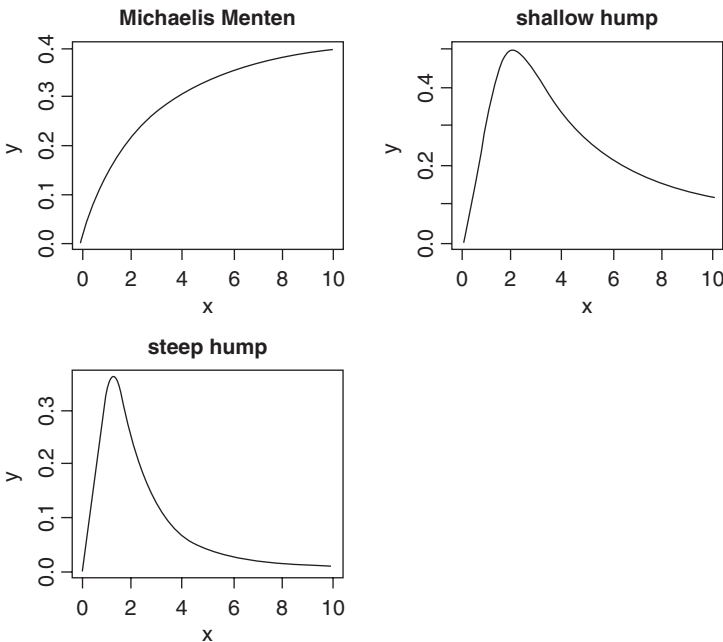 Michaelis Menten
y
0.0 0.1 0.2 0.3 0.4
0 2 4 6 8 10
x
shallow hump
y
0.0 0.2 0.4
0 2 4 6 8 10
x
steep hump
y
0.0 0.1 0.2 0.3
0 2 4 6 8 10
x